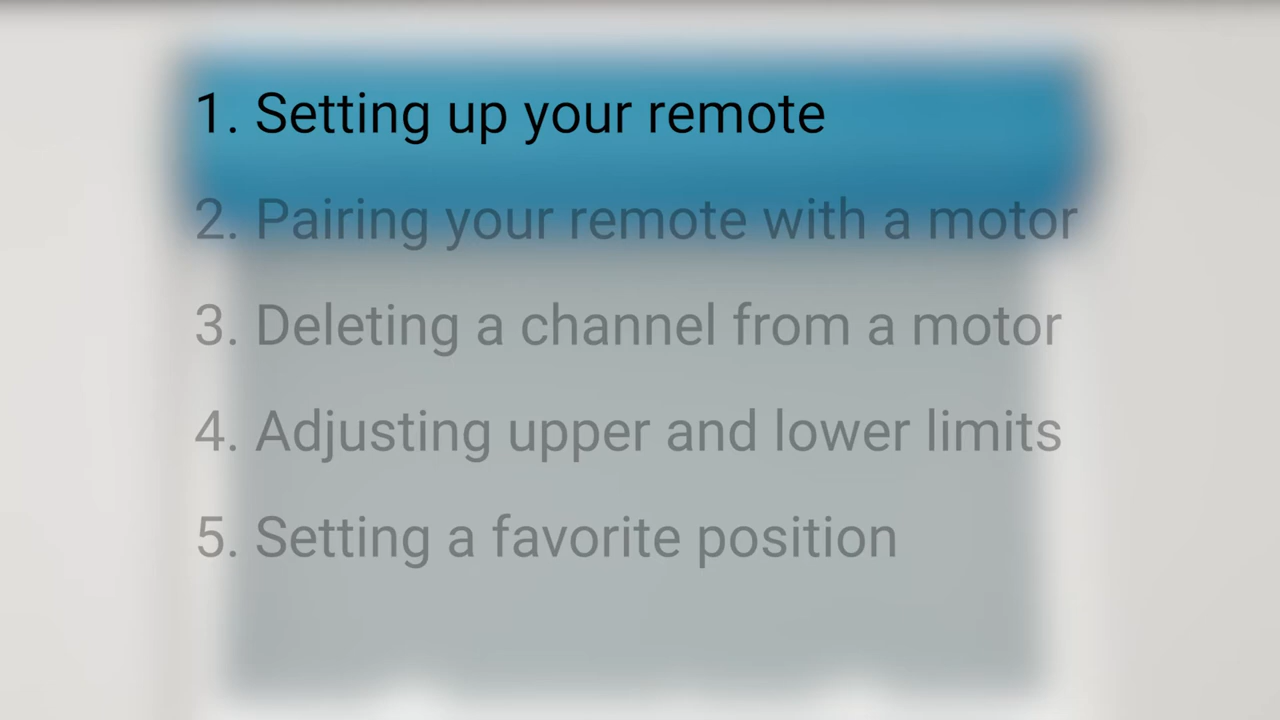 1. Setting up your remote
2. Pairing your remote with a motor
3. Deleting a channel from a motor
4. Adjusting upper and lower limits
5. Setting a favorite position